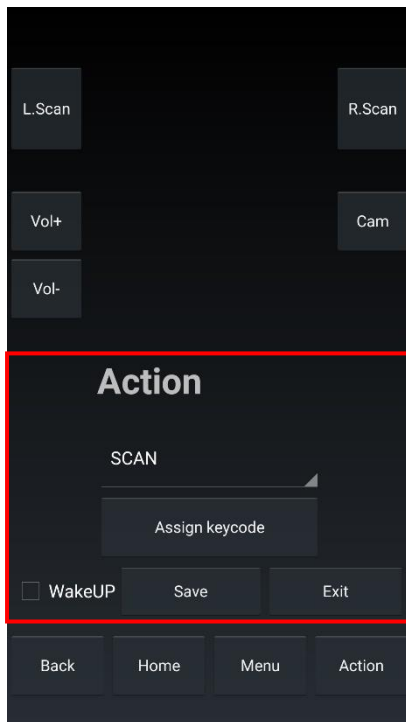 L.Scan R.Scan
Vol+ Cam
Vol-
Action
SCAN
Assign keycode
WakeUP Save Exit
Back Home Menu Action